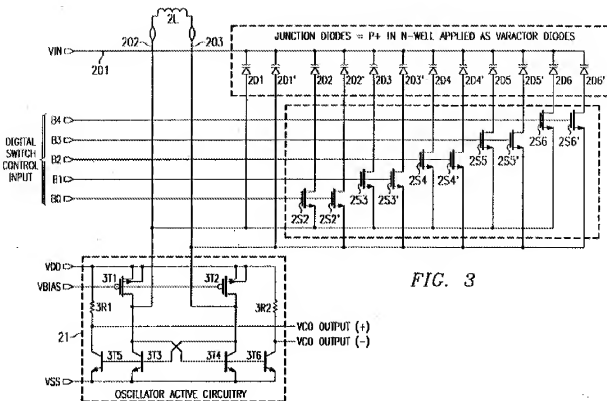 2L
JUNCTION DIODES = P+ IN N-WELL APPLIED AS VARACTOR DIODES
202
203
VIN
201
2D1 2D1' 2D2 2D2' 2D3 2D3' 2D4 2D4' 2D5 2D5' 2D6 2D6'
DIGITAL SWITCH CONTROL INPUT
B4
B3
B2
B1
B0
2S6 2S6'
2S5 2S5'
2S4 2S4'
2S3 2S3'
2S2 2S2'
FIG. 3
VDD
VBIAS
3T1
3T2
3R1
3R2
21
VCO OUTPUT (+)
VCO OUTPUT (-)
3T5 3T3 3T4 3T6
VSS
OSCILLATOR ACTIVE CIRCUITRY